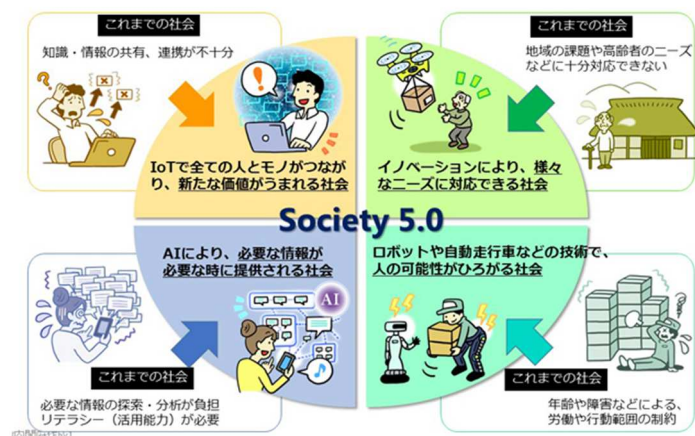 これまでの社会
知識・情報の共有、連携が不十分
IoTで全ての人とモノがつなが
り、新たな価値がうまれる社会
これまでの社会
地域の課題や高齢者のニーズ
などに十分対応できない
イノベーションにより、様々
なニーズに対応できる社会
Society 5.0
AIにより、必要な情報が
必要な時に提供される社会
AI
これまでの社会
必要な情報の探索・分析が負担
リテラシー（活用能力）が必要
ロボットや自動走行車などの技術で、
人の可能性がひろがる社会
これまでの社会
年齢や障害などによる、
労働や行動範囲の制約